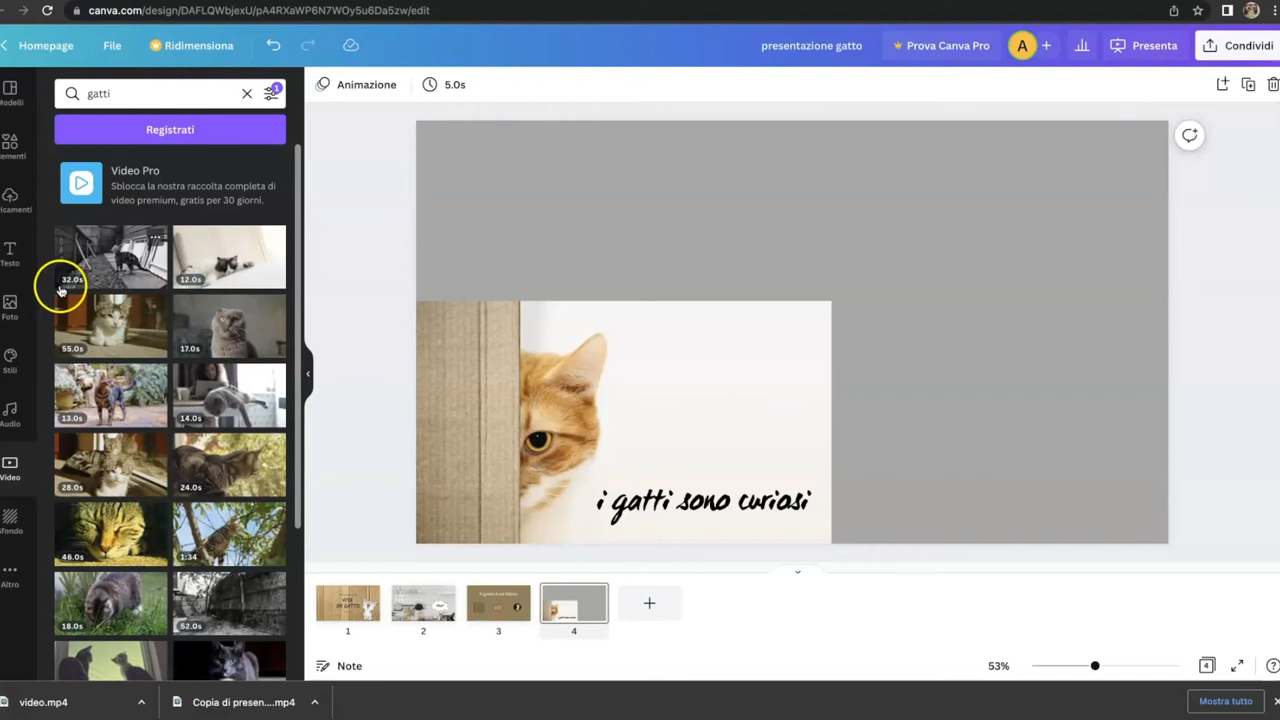 canva.com/design/DAFLQWbjexU/pA4RXaWP6N7WOy5u6Da5zw/edit
Homepage
File
Ridimensiona
presentazione gatto
Prova Canva Pro
A
+
Presenta
Condividi
Modelli
Elementi
Caricamenti
Testo
Foto
Stili
Audio
Video
Sfondo
Altro
gatti
1
Registrati
Video Pro
Sblocca la nostra raccolta completa di
video premium, gratis per 30 giorni.
32.0s
12.0s
55.0s
17.0s
13.0s
14.0s
28.0s
24.0s
46.0s
1:34
18.0s
52.0s
Animazione
5.0s
i gatti sono curiosi
1
2
3
4
Note
53%
4
?
video.mp4
Copia di presen....mp4
Mostra tutto